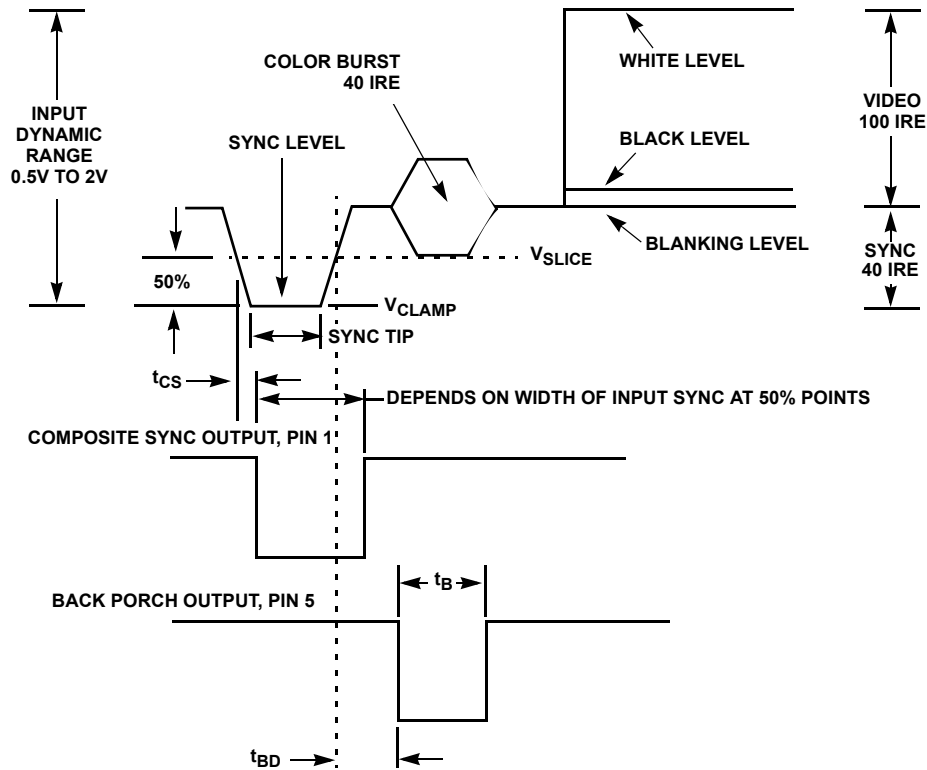 WHITE LEVEL
COLOR BURST
40 IRE
INPUT
DYNAMIC
RANGE
0.5V TO 2V
VIDEO
100 IRE
SYNC LEVEL
BLACK LEVEL
BLANKING LEVEL
SYNC
40 IRE
VSLICE
50%
VCLAMP
SYNC TIP
tCS
DEPENDS ON WIDTH OF INPUT SYNC AT 50% POINTS
COMPOSITE SYNC OUTPUT, PIN 1
tB
BACK PORCH OUTPUT, PIN 5
tBD